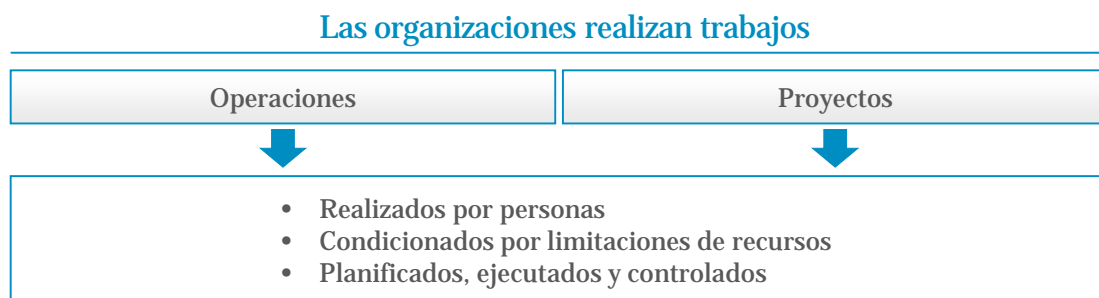 Las organizaciones realizan trabajos
Operaciones
Proyectos
• Realizados por personas
• Condicionados por limitaciones de recursos
• Planificados, ejecutados y controlados